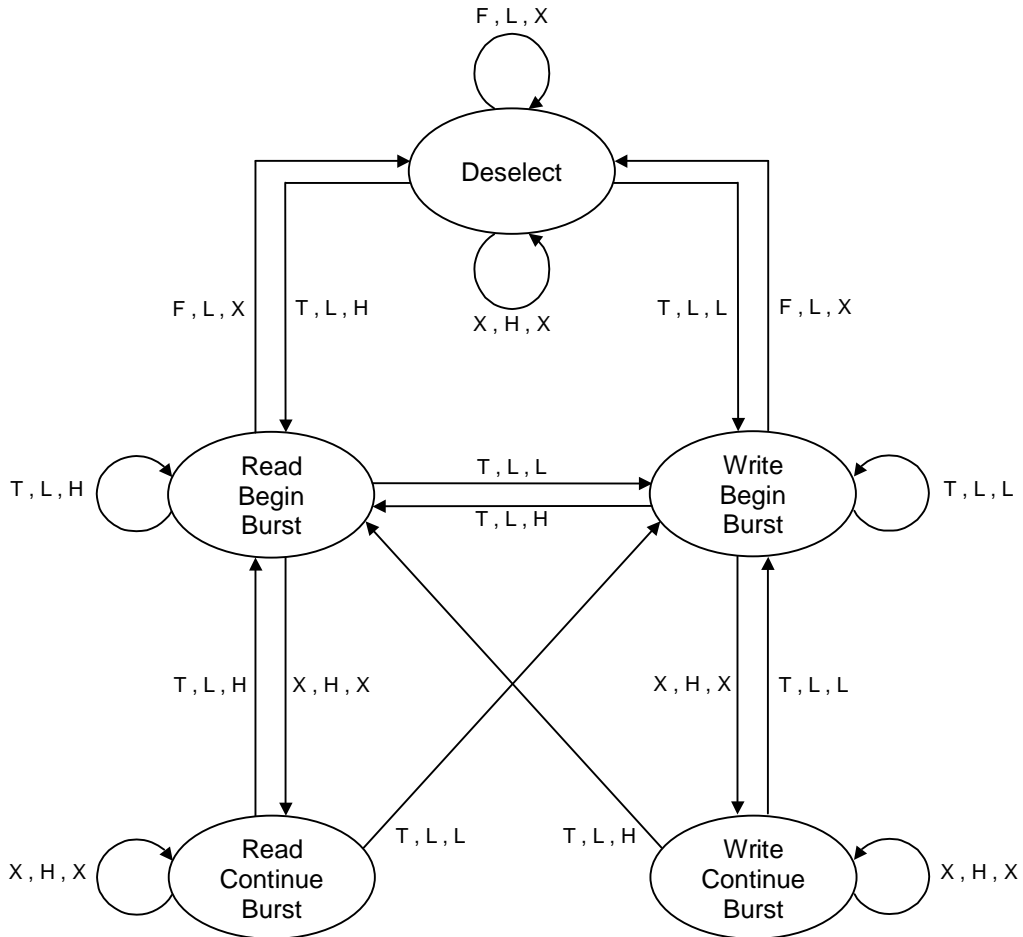 F , L , X
Deselect
X , H , X
F , L , X
T , L , H
T , L , L
F , L , X
T , L , H
Read
Begin
Burst
T , L , L
T , L , H
Write
Begin
Burst
T , L , L
T , L , H
X , H , X
X , H , X
T , L , L
X , H , X
Read
Continue
Burst
T , L , L
T , L , H
Write
Continue
Burst
X , H , X